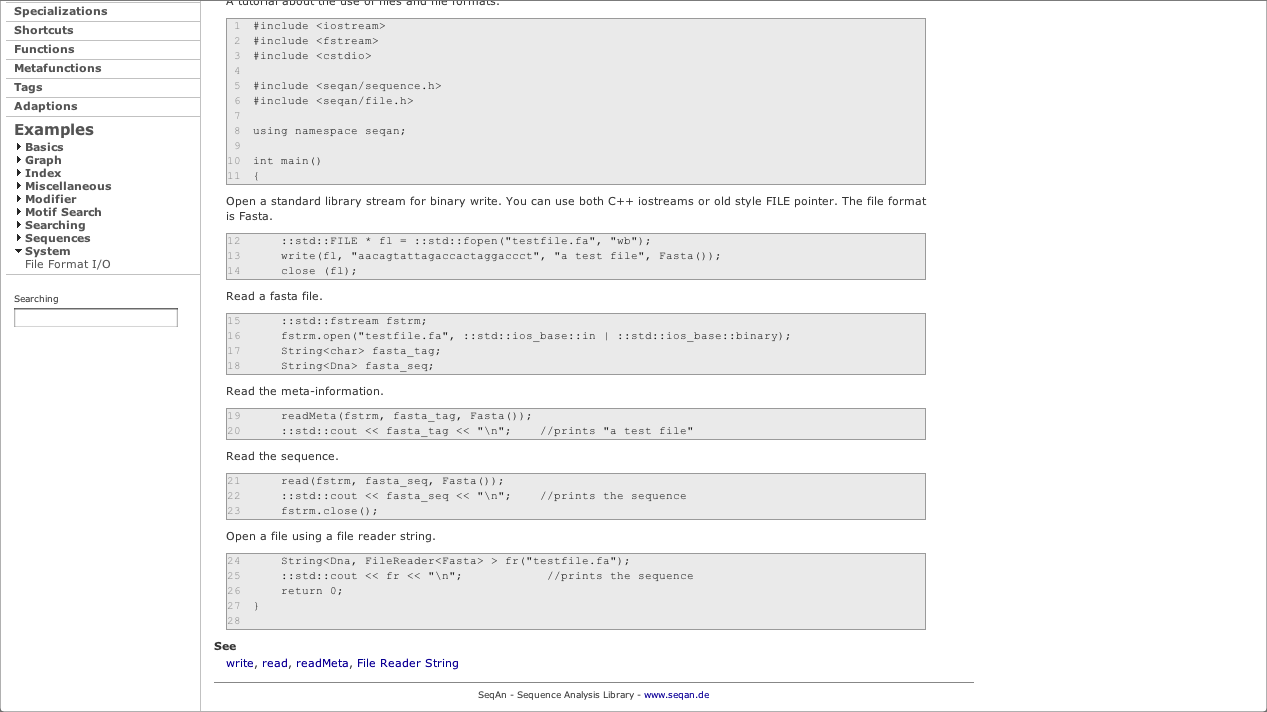 Specializations
Shortcuts
Functions
Metafunctions
Tags
Adaptions
Examples
Basics
Graph
Index
Miscellaneous
Modifier
Motif Search
Searching
Sequences
System
File Format I/O
Searching
A tutorial about the use of files and file formats.
1 #include <iostream>
2 #include <fstream>
3 #include <cstdio>
4
5 #include <seqan/sequence.h>
6 #include <seqan/file.h>
7
8 using namespace seqan;
9
10 int main()
11 {
Open a standard library stream for binary write. You can use both C++ iostreams or old style FILE pointer. The file format
is Fasta.
12     ::std::FILE * fl = ::std::fopen("testfile.fa", "wb");
13     write(fl, "aacagtattagaccactaggaccct", "a test file", Fasta());
14     close (fl);
Read a fasta file.
15     ::std::fstream fstrm;
16     fstrm.open("testfile.fa", ::std::ios_base::in | ::std::ios_base::binary);
17     String<char> fasta_tag;
18     String<Dna> fasta_seq;
Read the meta-information.
19     readMeta(fstrm, fasta_tag, Fasta());
20     ::std::cout << fasta_tag << "\n";    //prints "a test file"
Read the sequence.
21     read(fstrm, fasta_seq, Fasta());
22     ::std::cout << fasta_seq << "\n";    //prints the sequence
23     fstrm.close();
Open a file using a file reader string.
24     String<Dna, FileReader<Fasta> > fr("testfile.fa");
25     ::std::cout << fr << "\n";            //prints the sequence
26     return 0;
27 }
28
See
write, read, readMeta, File Reader String
SeqAn - Sequence Analysis Library - www.seqan.de